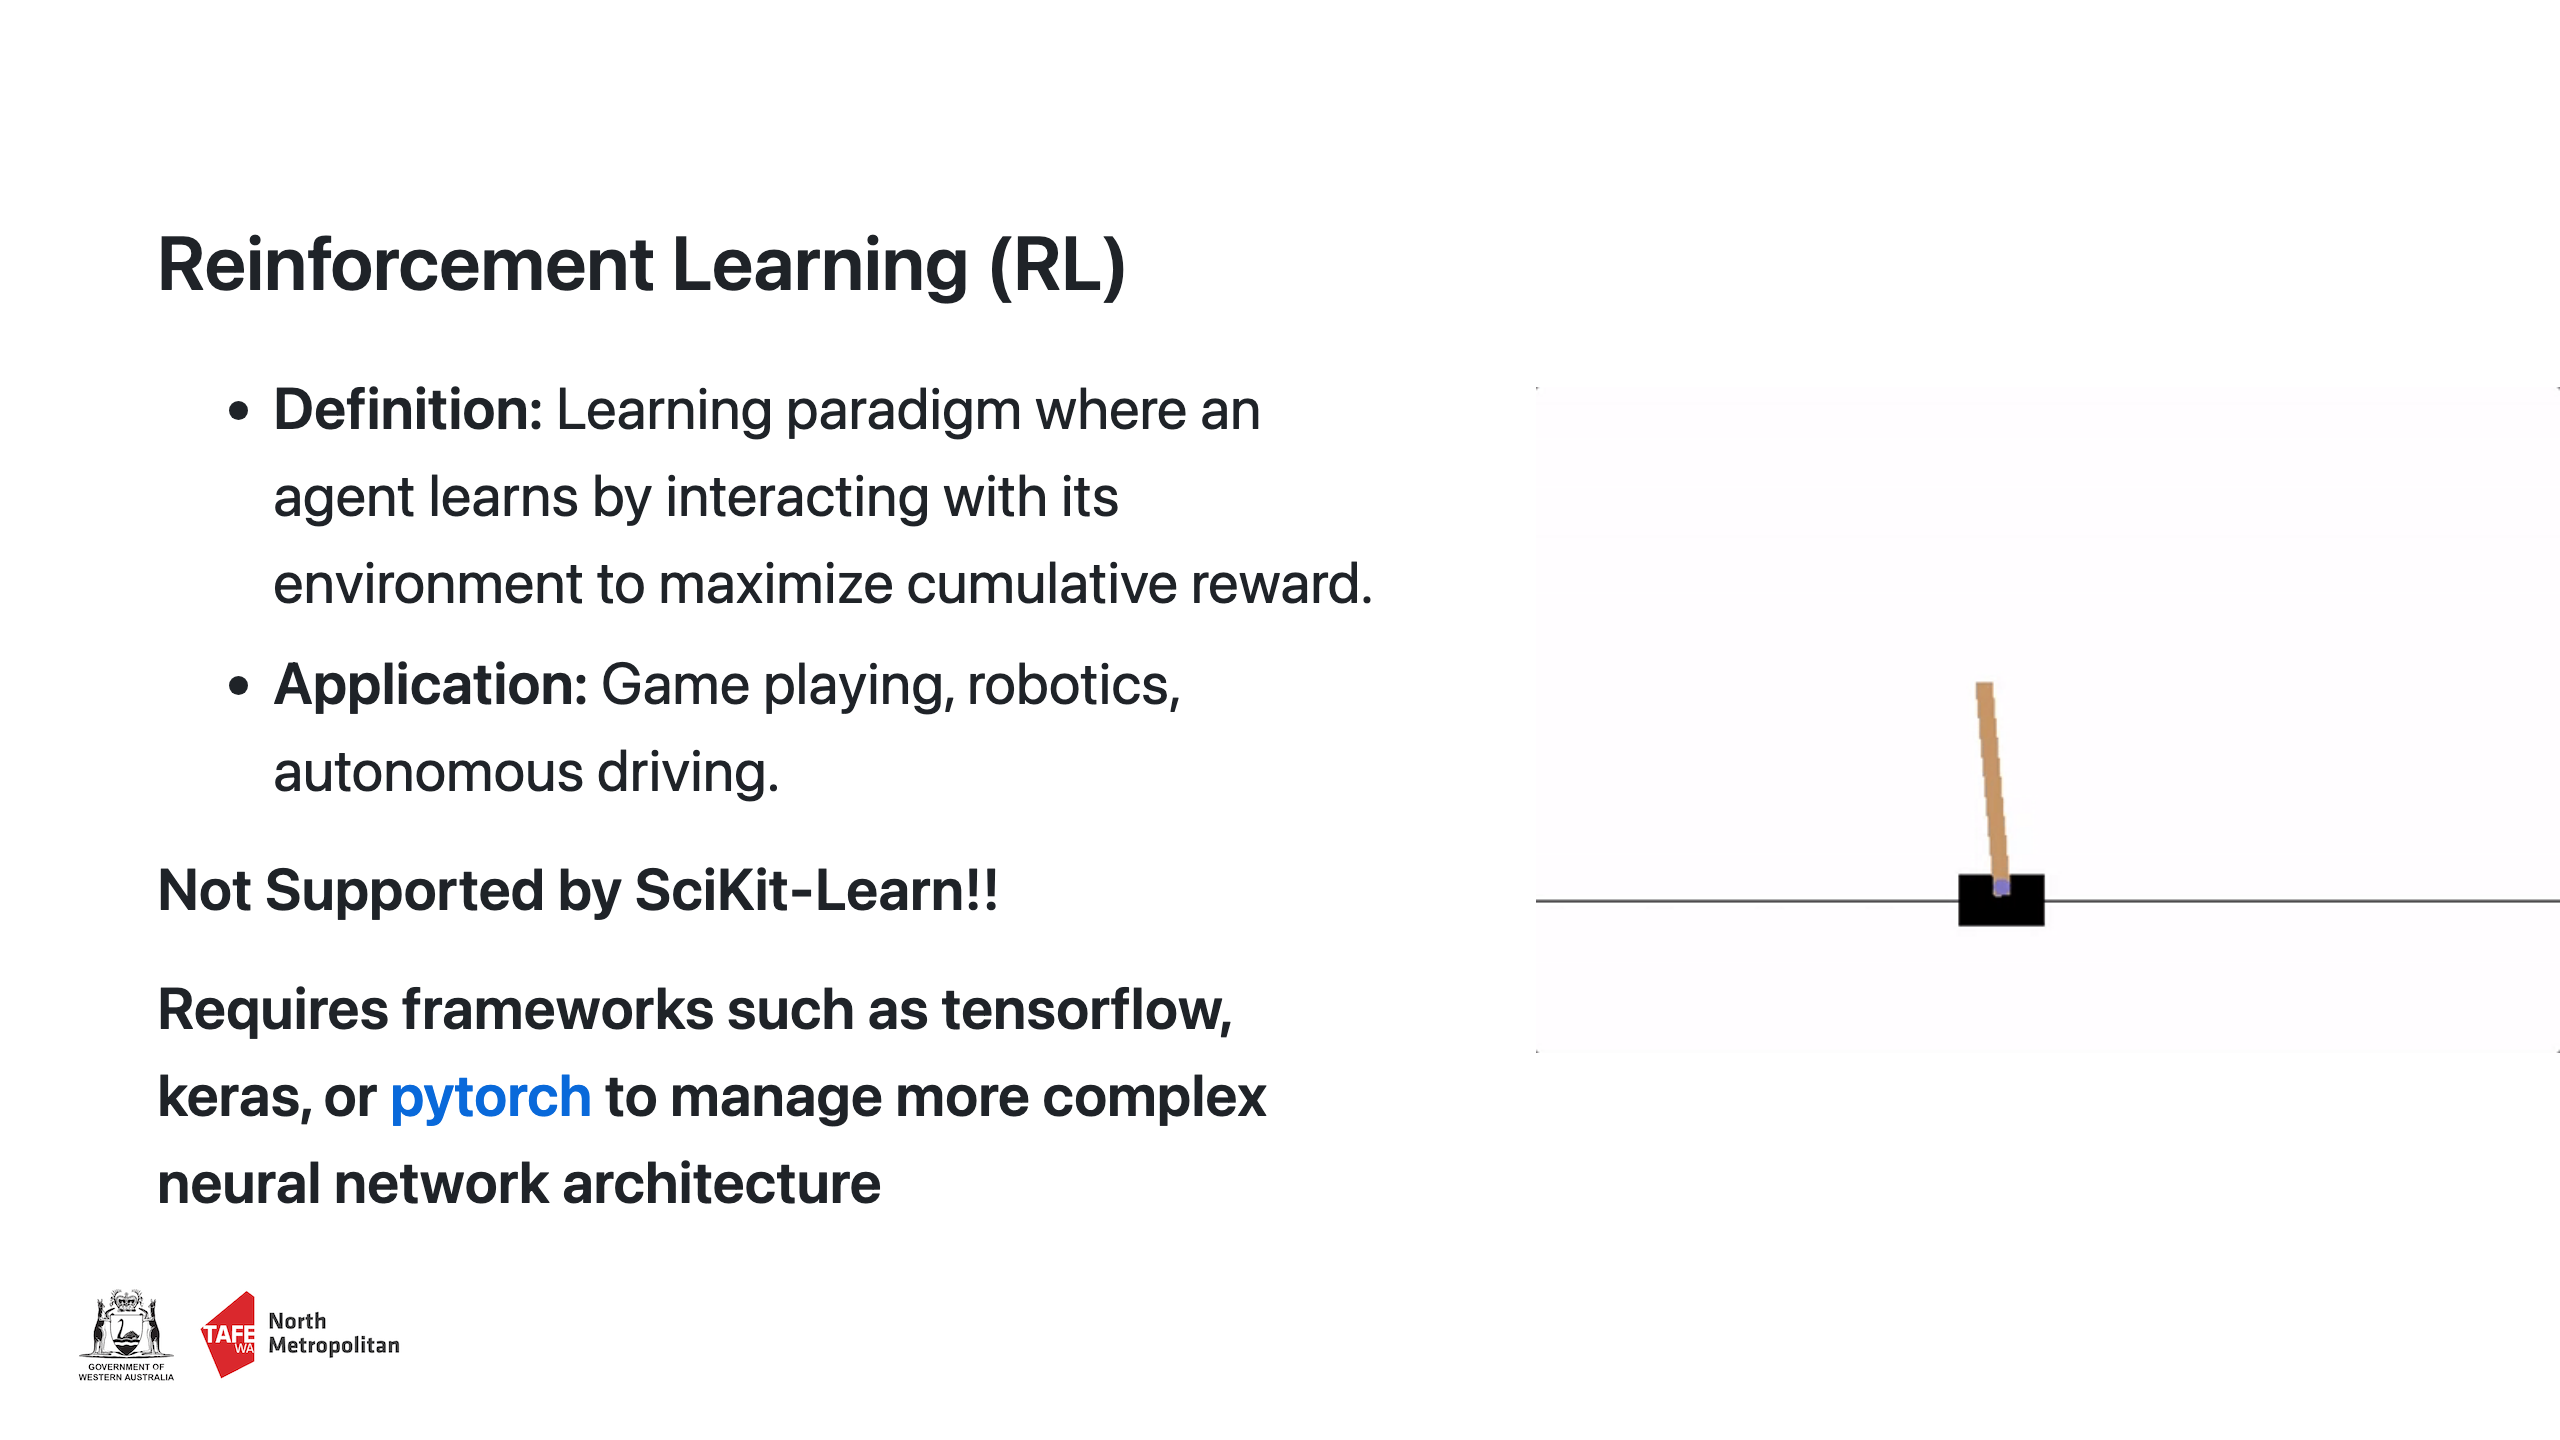 Reinforcement Learning (RL)
• Definition: Learning paradigm where an
agent learns by interacting with its
environment to maximize cumulative reward.
• Application: Game playing, robotics,
autonomous driving.
Not Supported by SciKit-Learn!!
Requires frameworks such as tensorflow,
keras, or pytorch to manage more complex
neural network architecture
GOVERNMENT OF
WESTERN AUSTRALIA
TAFE
WA
North
Metropolitan